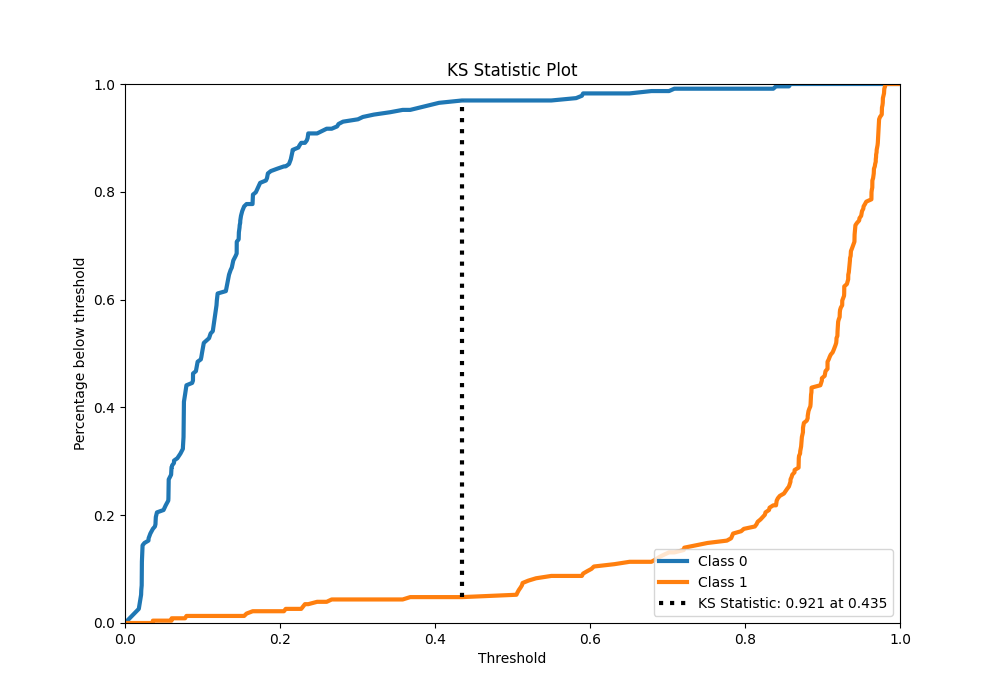 KS Statistic Plot
1.0
0.8
0.6
0.4
0.2
0.0
Percentage below threshold
0.0 0.2 0.4 0.6 0.8 1.0
Threshold
Class 0
Class 1
KS Statistic: 0.921 at 0.435